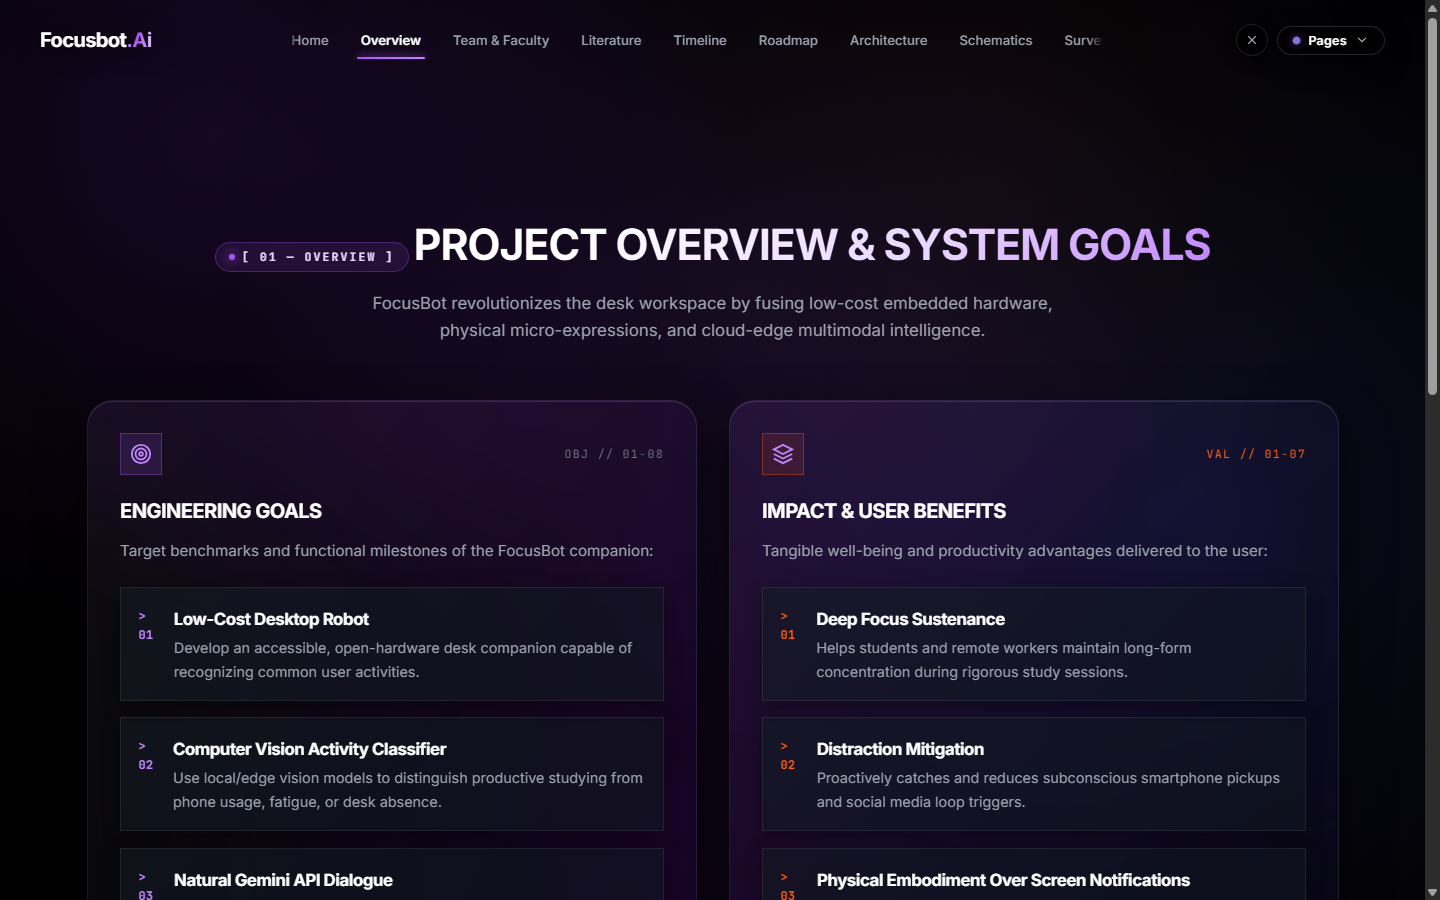 Focusbot.Ai
Home
Overview
Team & Faculty
Literature
Timeline
Roadmap
Architecture
Schematics
Surve
Pages
[ 01 — OVERVIEW ]
PROJECT OVERVIEW & SYSTEM GOALS
FocusBot revolutionizes the desk workspace by fusing low-cost embedded hardware,
physical micro-expressions, and cloud-edge multimodal intelligence.
OBJ // 01-08
ENGINEERING GOALS
Target benchmarks and functional milestones of the FocusBot companion:
>
01
Low-Cost Desktop Robot
Develop an accessible, open-hardware desk companion capable of
recognizing common user activities.
>
02
Computer Vision Activity Classifier
Use local/edge vision models to distinguish productive studying from
phone usage, fatigue, or desk absence.
>
03
Natural Gemini API Dialogue
VAL // 01-07
IMPACT & USER BENEFITS
Tangible well-being and productivity advantages delivered to the user:
>
01
Deep Focus Sustenance
Helps students and remote workers maintain long-form
concentration during rigorous study sessions.
>
02
Distraction Mitigation
Proactively catches and reduces subconscious smartphone pickups
and social media loop triggers.
>
03
Physical Embodiment Over Screen Notifications